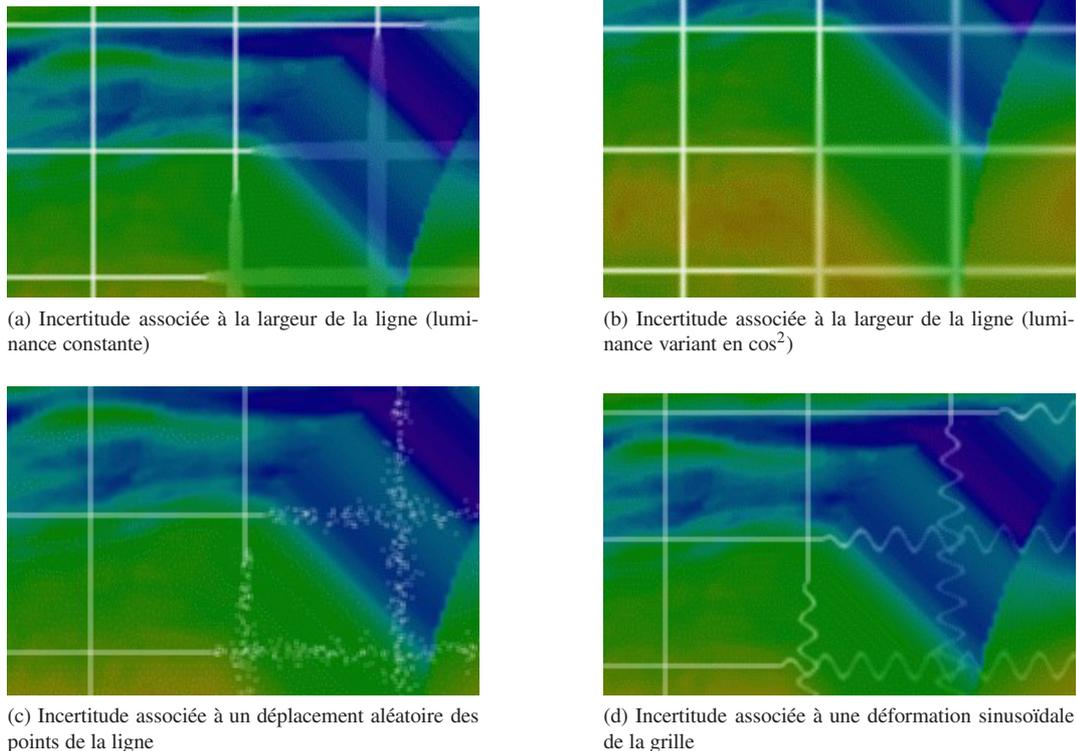 (a) Incertitude associée à la largeur de la ligne (lumi-
nance constante)
(b) Incertitude associée à la largeur de la ligne (lumi-
nance variant en cos²)
(c) Incertitude associée à un déplacement aléatoire des
points de la ligne
(d) Incertitude associée à une déformation sinusoïdale
de la grille